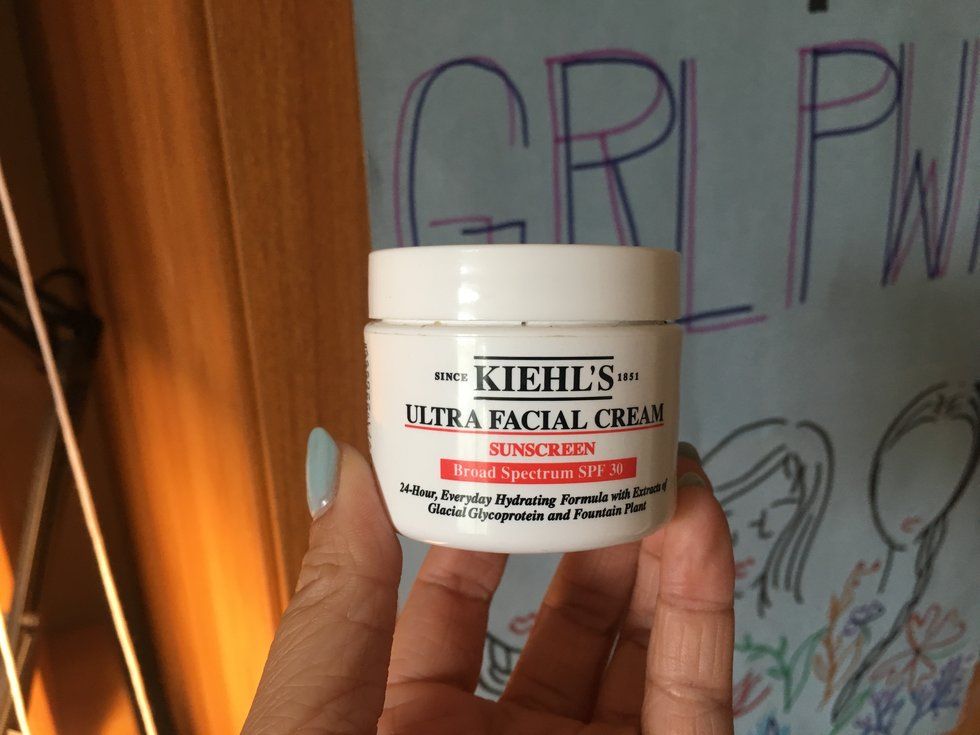 GRL PW
SINCE KIEHL'S 1851
ULTRA FACIAL CREAM
SUNSCREEN
Broad Spectrum SPF 30
24-Hour, Everyday Hydrating Formula with Extracts of
Glacial Glycoprotein and Fountain Plant